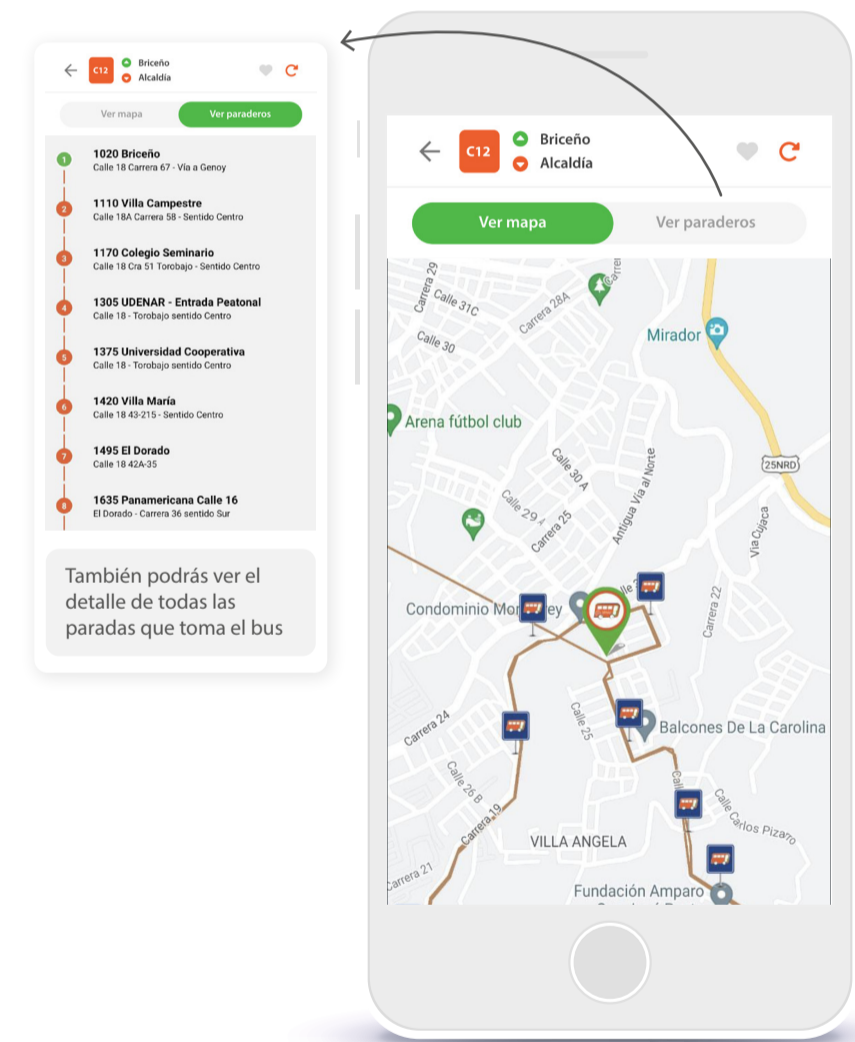 C12
Briceño
Alcaldía
Ver mapa
Ver paraderos
1
1020 Briceño
Calle 18 Carrera 67 - Vía a Genoy
2
1110 Villa Campestre
Calle 18A Carrera 58 - Sentido Centro
3
1170 Colegio Seminario
Calle 18 Cra 51 Torobajo - Sentido Centro
4
1305 UDENAR - Entrada Peatonal
Calle 18 - Torobajo sentido Centro
5
1375 Universidad Cooperativa
Calle 18 - Torobajo sentido Centro
6
1420 Villa María
Calle 18 43-215 - Sentido Centro
7
1495 El Dorado
Calle 18 42A-35
8
1635 Panamericana Calle 16
El Dorado - Carrera 36 sentido Sur
También podrás ver el
detalle de todas las
paradas que toma el bus
C12
Briceño
Alcaldía
Ver mapa
Ver paraderos
Carrera 29
Calle 31C
Carrera 28A
Calle 30
Mirador
Arena fútbol club
Calle 30 A
25NRD
Calle 29 A
Carrera 25
Antigua Vía al Norte
Vía Cujaca
Condominio
Carrera 22
Carrera 24
Calle 25
Balcones De La Carolina
Calle 26 B
Carrera 19
Calle Carlos Pizarro
VILLA ANGELA
Carrera 21
Fundación Amparo